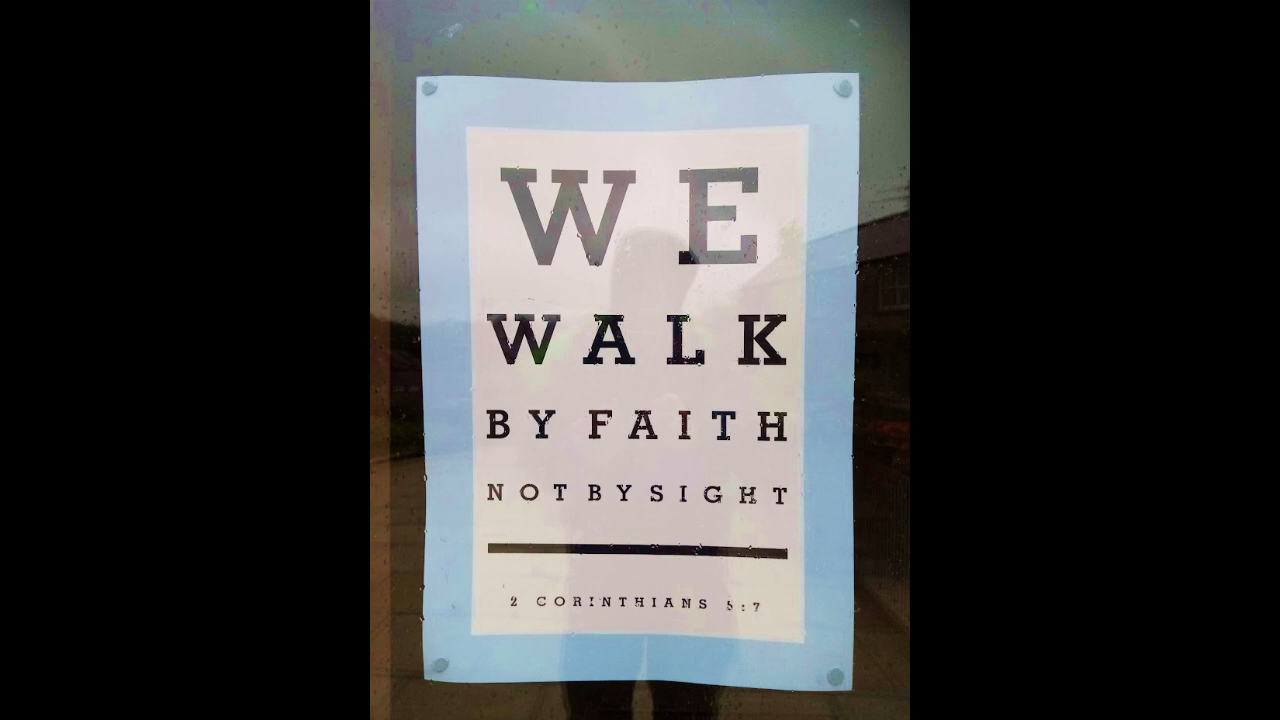 WE
WALK
BY FAITH
NOT BY SIGHT
2 CORINTHIANS 5:7